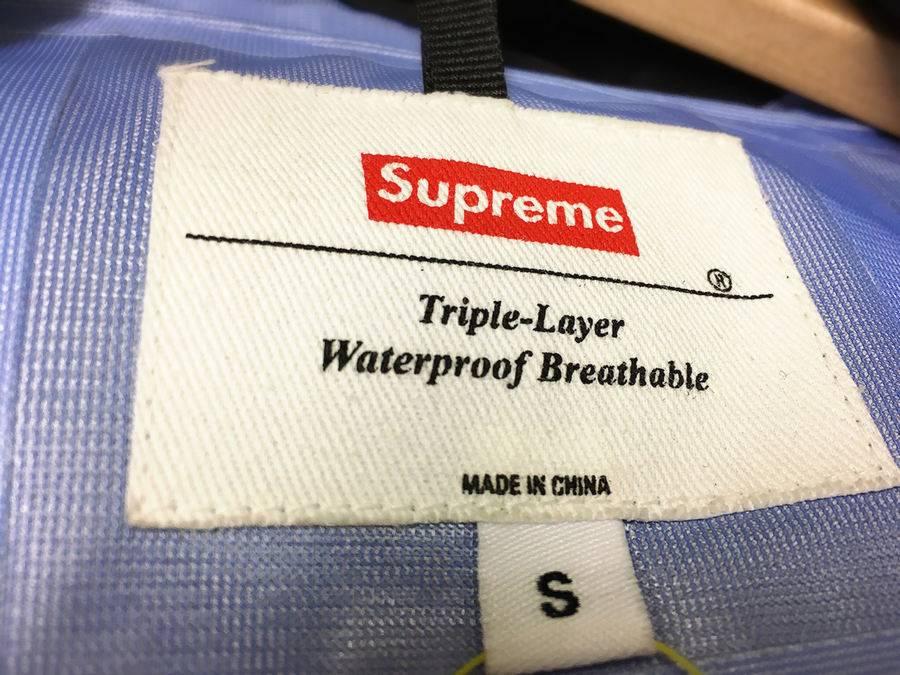 Supreme
®
Triple-Layer
Waterproof Breathable
MADE IN CHINA
S